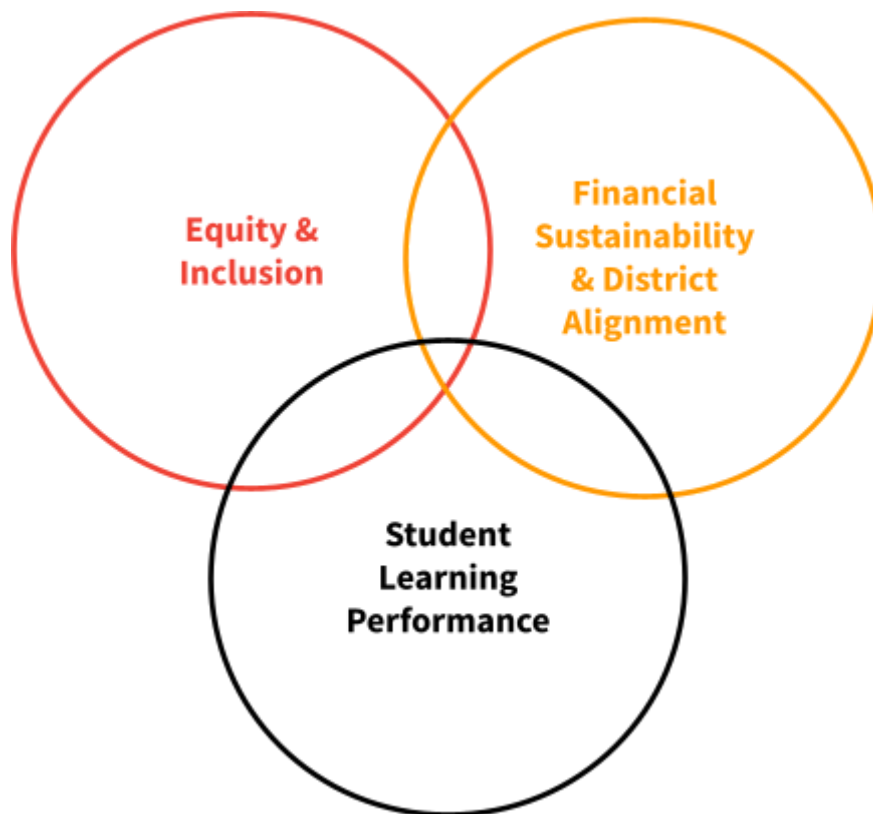 Equity &
Inclusion
Financial
Sustainability
& District
Alignment
Student
Learning
Performance